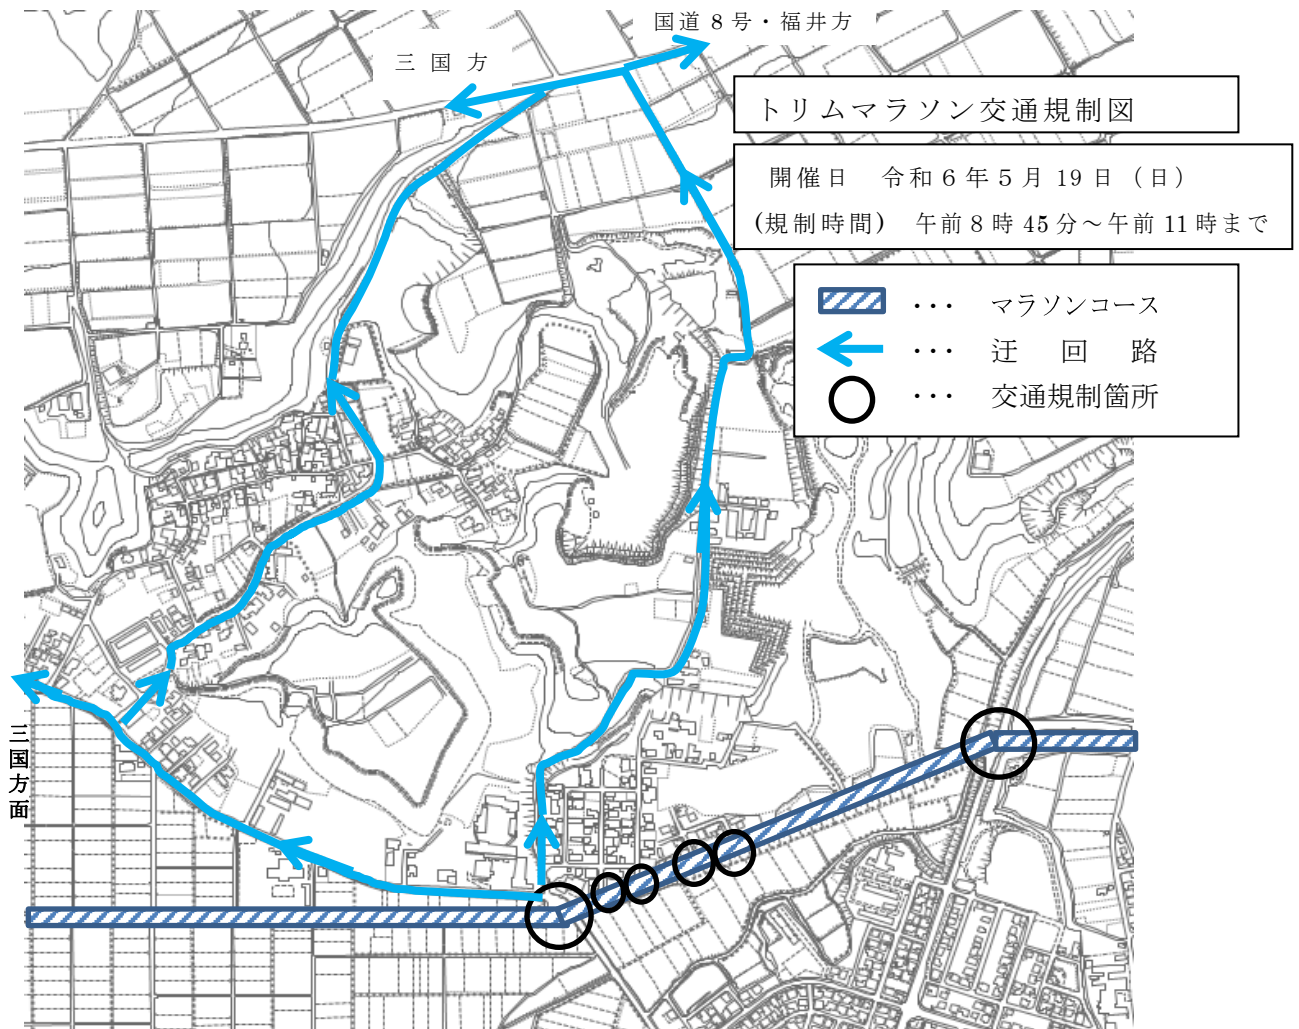 国道8号・福井方
三国方
トリムマラソン交通規制図
開催日 令和6年5月19日(日)
(規制時間) 午前8時45分～午前11時まで
… マラソンコース
… 迂回路
… 交通規制箇所
三国方面